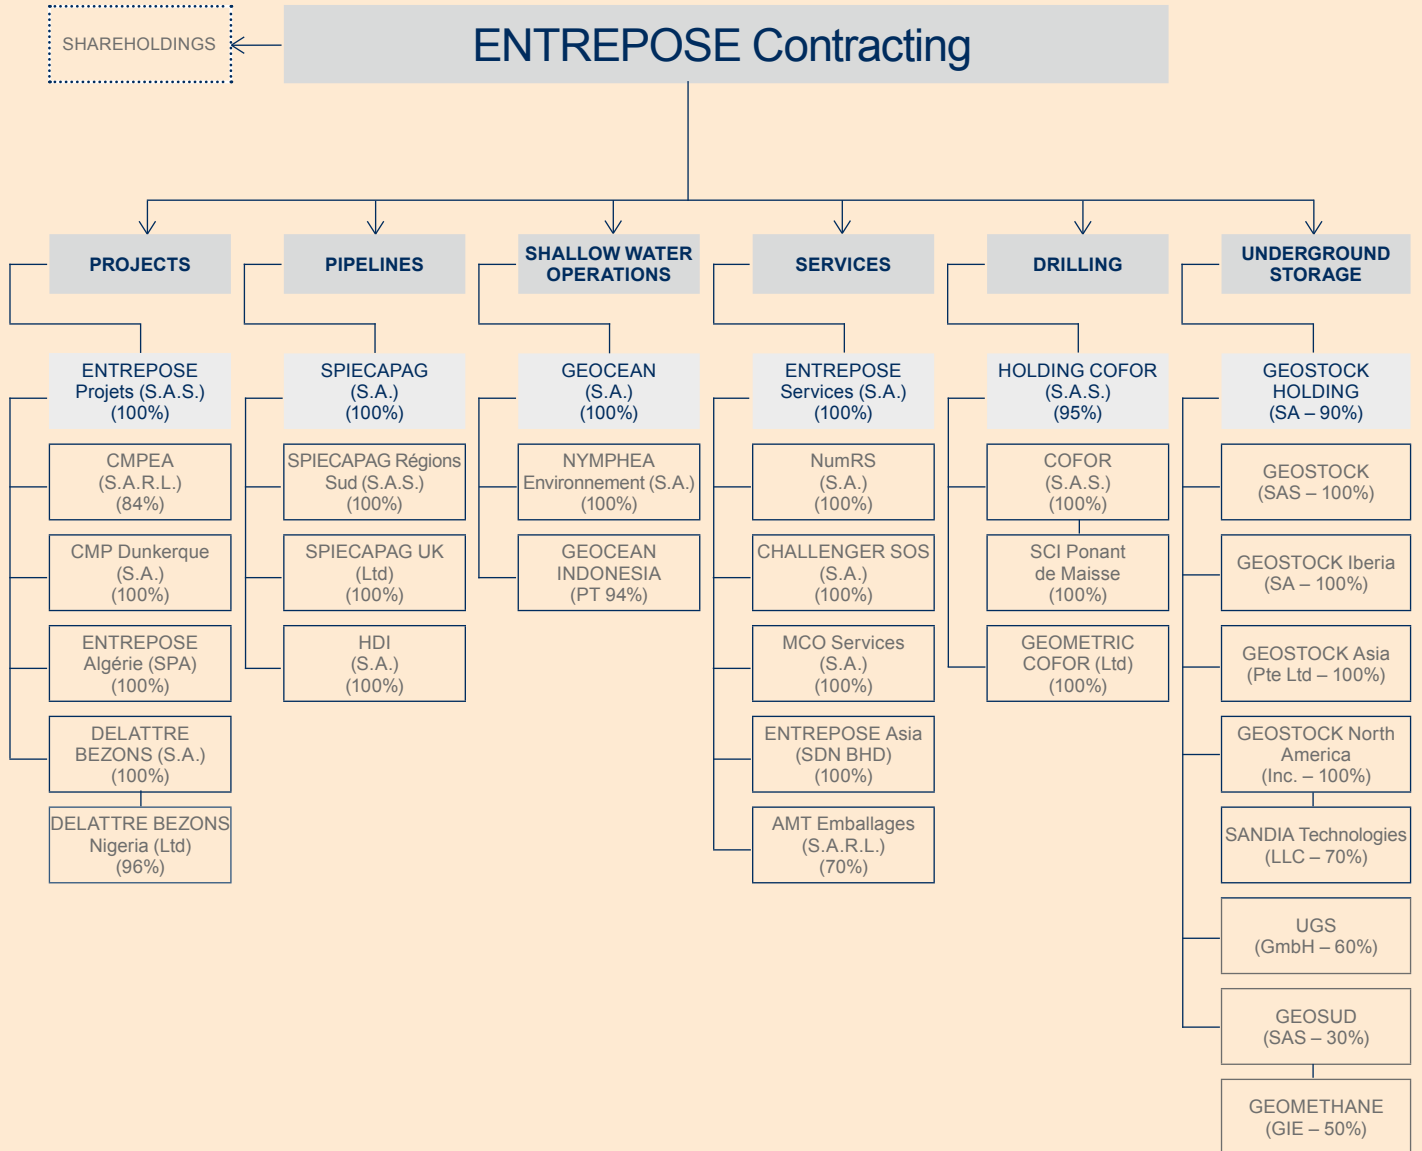 SHAREHOLDINGS
ENTREPOSE Contracting
PROJECTS
ENTREPOSE
Projets (S.A.S.)
(100%)
CMPEA
(S.A.R.L.)
(84%)
CMP Dunkerque
(S.A.)
(100%)
ENTREPOSE
Algérie (SPA)
(100%)
DELATTRE
BEZONS (S.A.)
(100%)
DELATTRE BEZONS
Nigeria (Ltd)
(96%)
PIPELINES
SPIECAPAG
(S.A.)
(100%)
SPIECAPAG Régions
Sud (S.A.S.)
(100%)
SPIECAPAG UK
(Ltd)
(100%)
HDI
(S.A.)
(100%)
SHALLOW WATER
OPERATIONS
GEOCEAN
(S.A.)
(100%)
NYMPHEA
Environnement (S.A.)
(100%)
GEOCEAN
INDONESIA
(PT 94%)
SERVICES
ENTREPOSE
Services (S.A.)
(100%)
NumRS
(S.A.)
(100%)
CHALLENGER SOS
(S.A.)
(100%)
MCO Services
(S.A.)
(100%)
ENTREPOSE Asia
(SDN BHD)
(100%)
AMT Emballages
(S.A.R.L.)
(70%)
DRILLING
HOLDING COFOR
(S.A.S.)
(95%)
COFOR
(S.A.S.)
(100%)
SCI Ponant
de Maisse
(100%)
GEOMETRIC
COFOR (Ltd)
(100%)
UNDERGROUND
STORAGE
GEOSTOCK
HOLDING
(SA – 90%)
GEOSTOCK
(SAS – 100%)
GEOSTOCK Iberia
(SA – 100%)
GEOSTOCK Asia
(Pte Ltd – 100%)
GEOSTOCK North
America
(Inc. – 100%)
SANDIA Technologies
(LLC – 70%)
UGS
(GmbH – 60%)
GEOSUD
(SAS – 30%)
GEOMETHANE
(GIE – 50%)